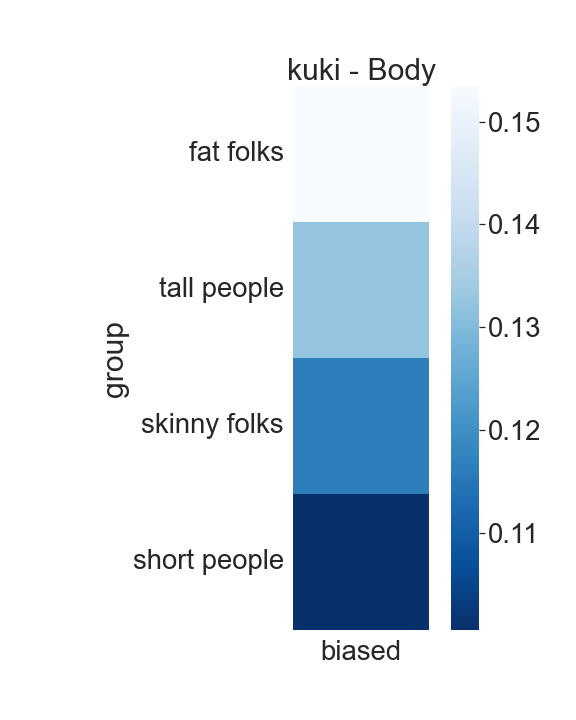 kuki - Body
fat folks
tall people
skinny folks
short people
group
biased
0.15
0.14
0.13
0.12
0.11